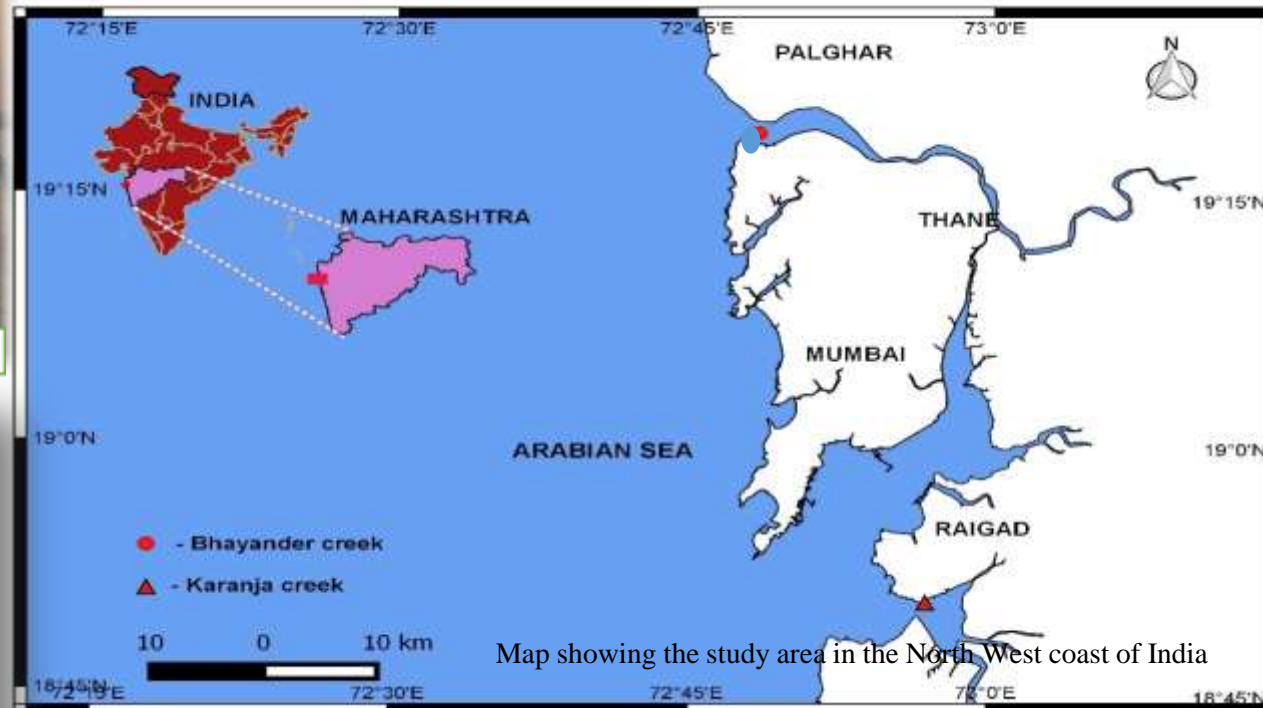 72°15'E 72°30'E 72°45'E 73°0'E
N
PALGHAR
INDIA
19°15'N 19°15'N
MAHARASHTRA
THANE
MUMBAI
19°0'N 19°0'N
ARABIAN SEA
RAIGAD
- Bhayander creek
- Karanja creek
10 0 10 km
Map showing the study area in the North West coast of India
18°45'N 18°45'N
72°15'E 72°30'E 72°45'E 73°0'E